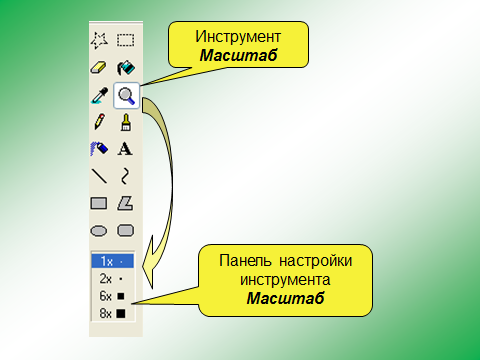 Инструмент
Масштаб
A
1x
2x
6x
8x
Панель настройки
инструмента
Масштаб